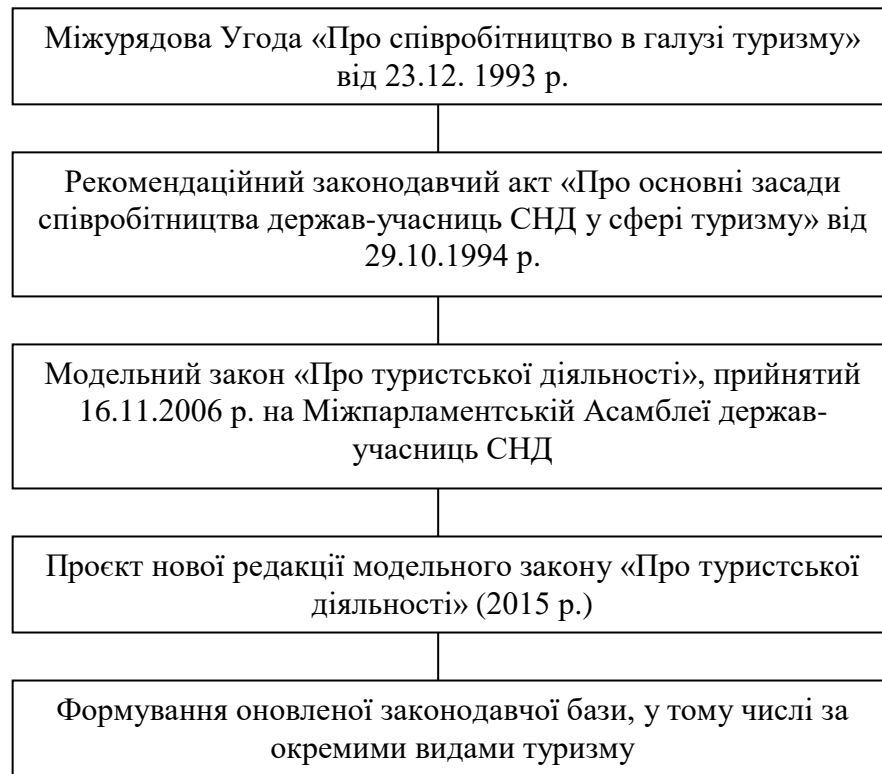 Міжурядова Угода «Про співробітництво в галузі туризму»
від 23.12. 1993 р.
Рекомендаційний законодавчий акт «Про основні засади
співробітництва держав-учасниць СНД у сфері туризму» від
29.10.1994 р.
Модельний закон «Про туристської діяльності», прийнятий
16.11.2006 р. на Міжпарламентській Асамблеї держав-
учасниць СНД
Проєкт нової редакції модельного закону «Про туристської
діяльності» (2015 р.)
Формування оновленої законодавчої бази, у тому числі за
окремими видами туризму